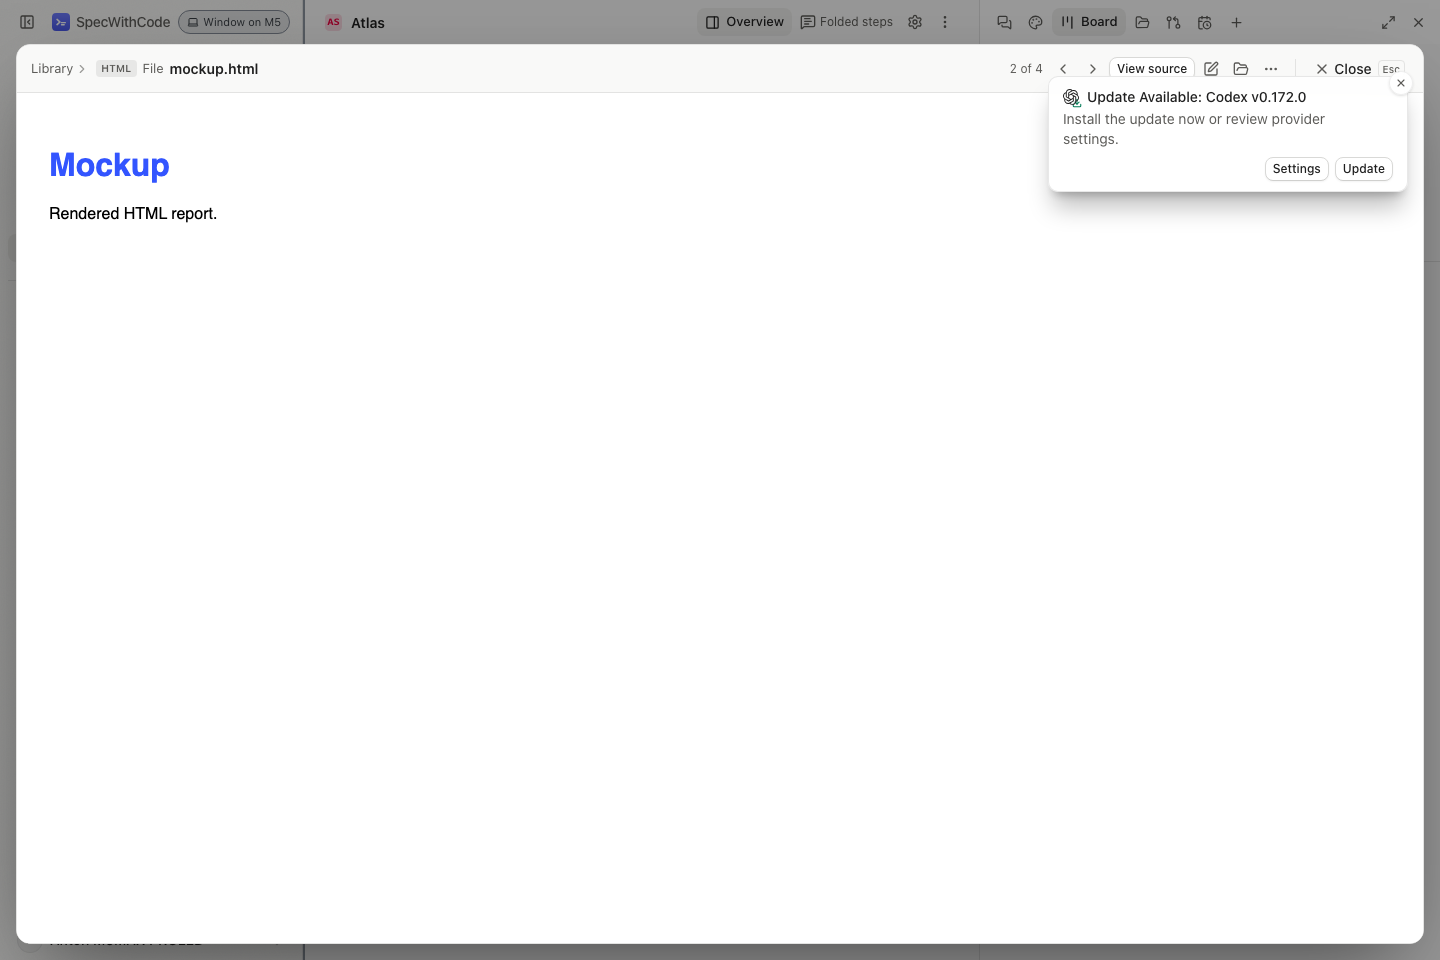 SpecWithCode
Window on M5
AS
Atlas
Overview
Folded steps
Board
Library
HTML
File
mockup.html
2 of 4
View source
Close
Esc
Update Available: Codex v0.172.0
Install the update now or review provider
settings.
Settings
Update
Mockup
Rendered HTML report.